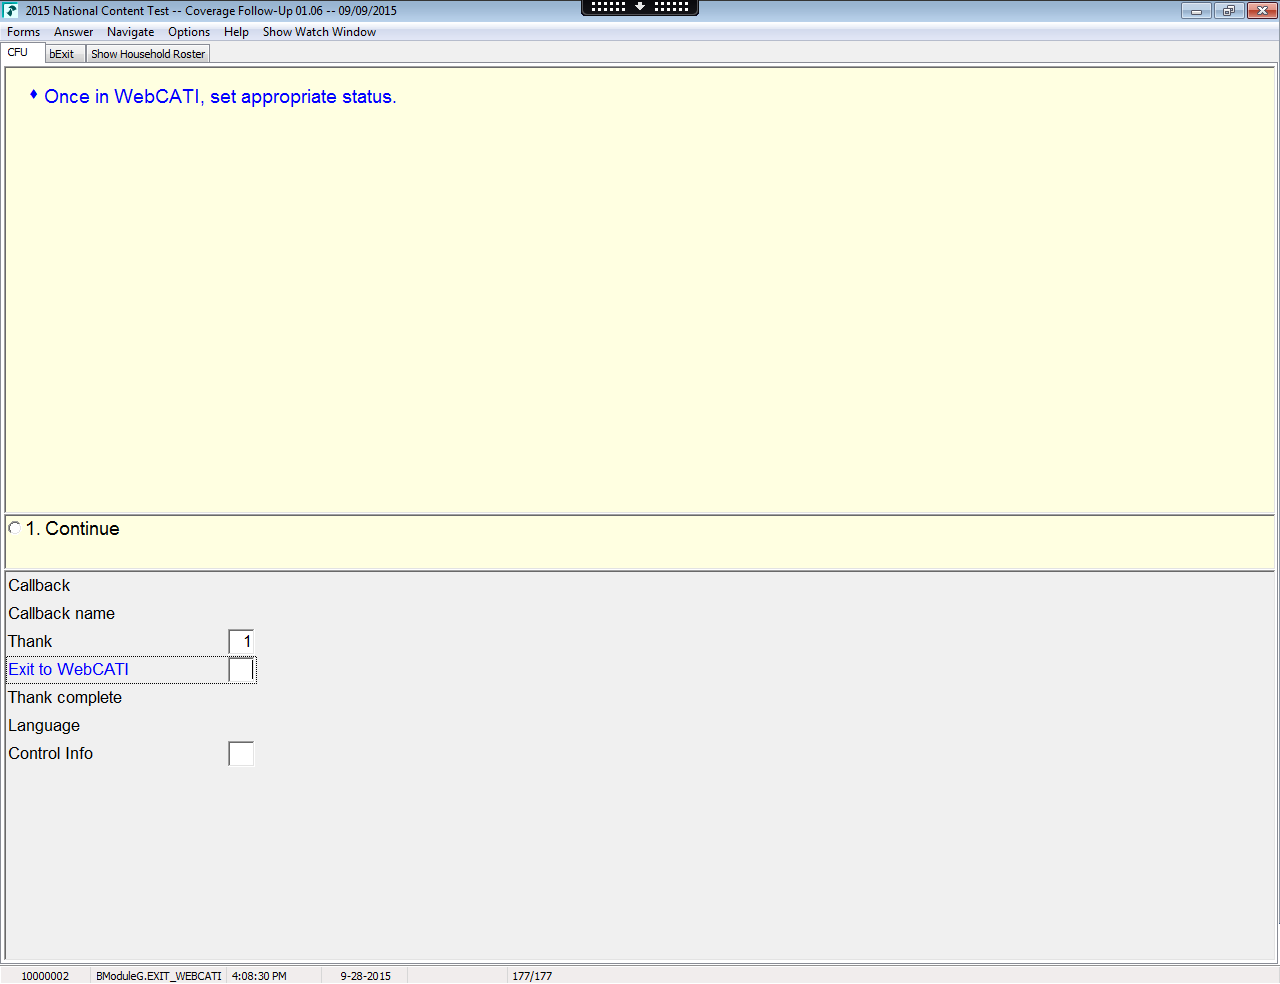 2015 National Content Test -- Coverage Follow-Up 01.06 -- 09/09/2015
Forms Answer Navigate Options Help Show Watch Window
CFU bExit Show Household Roster
Once in WebCATI, set appropriate status.
1. Continue
Callback
Callback name
Thank 1
Exit to WebCATI
Thank complete
Language
Control Info
10000002 BModuleG.EXIT_WEBCATI 4:08:30 PM 9-28-2015 177/177